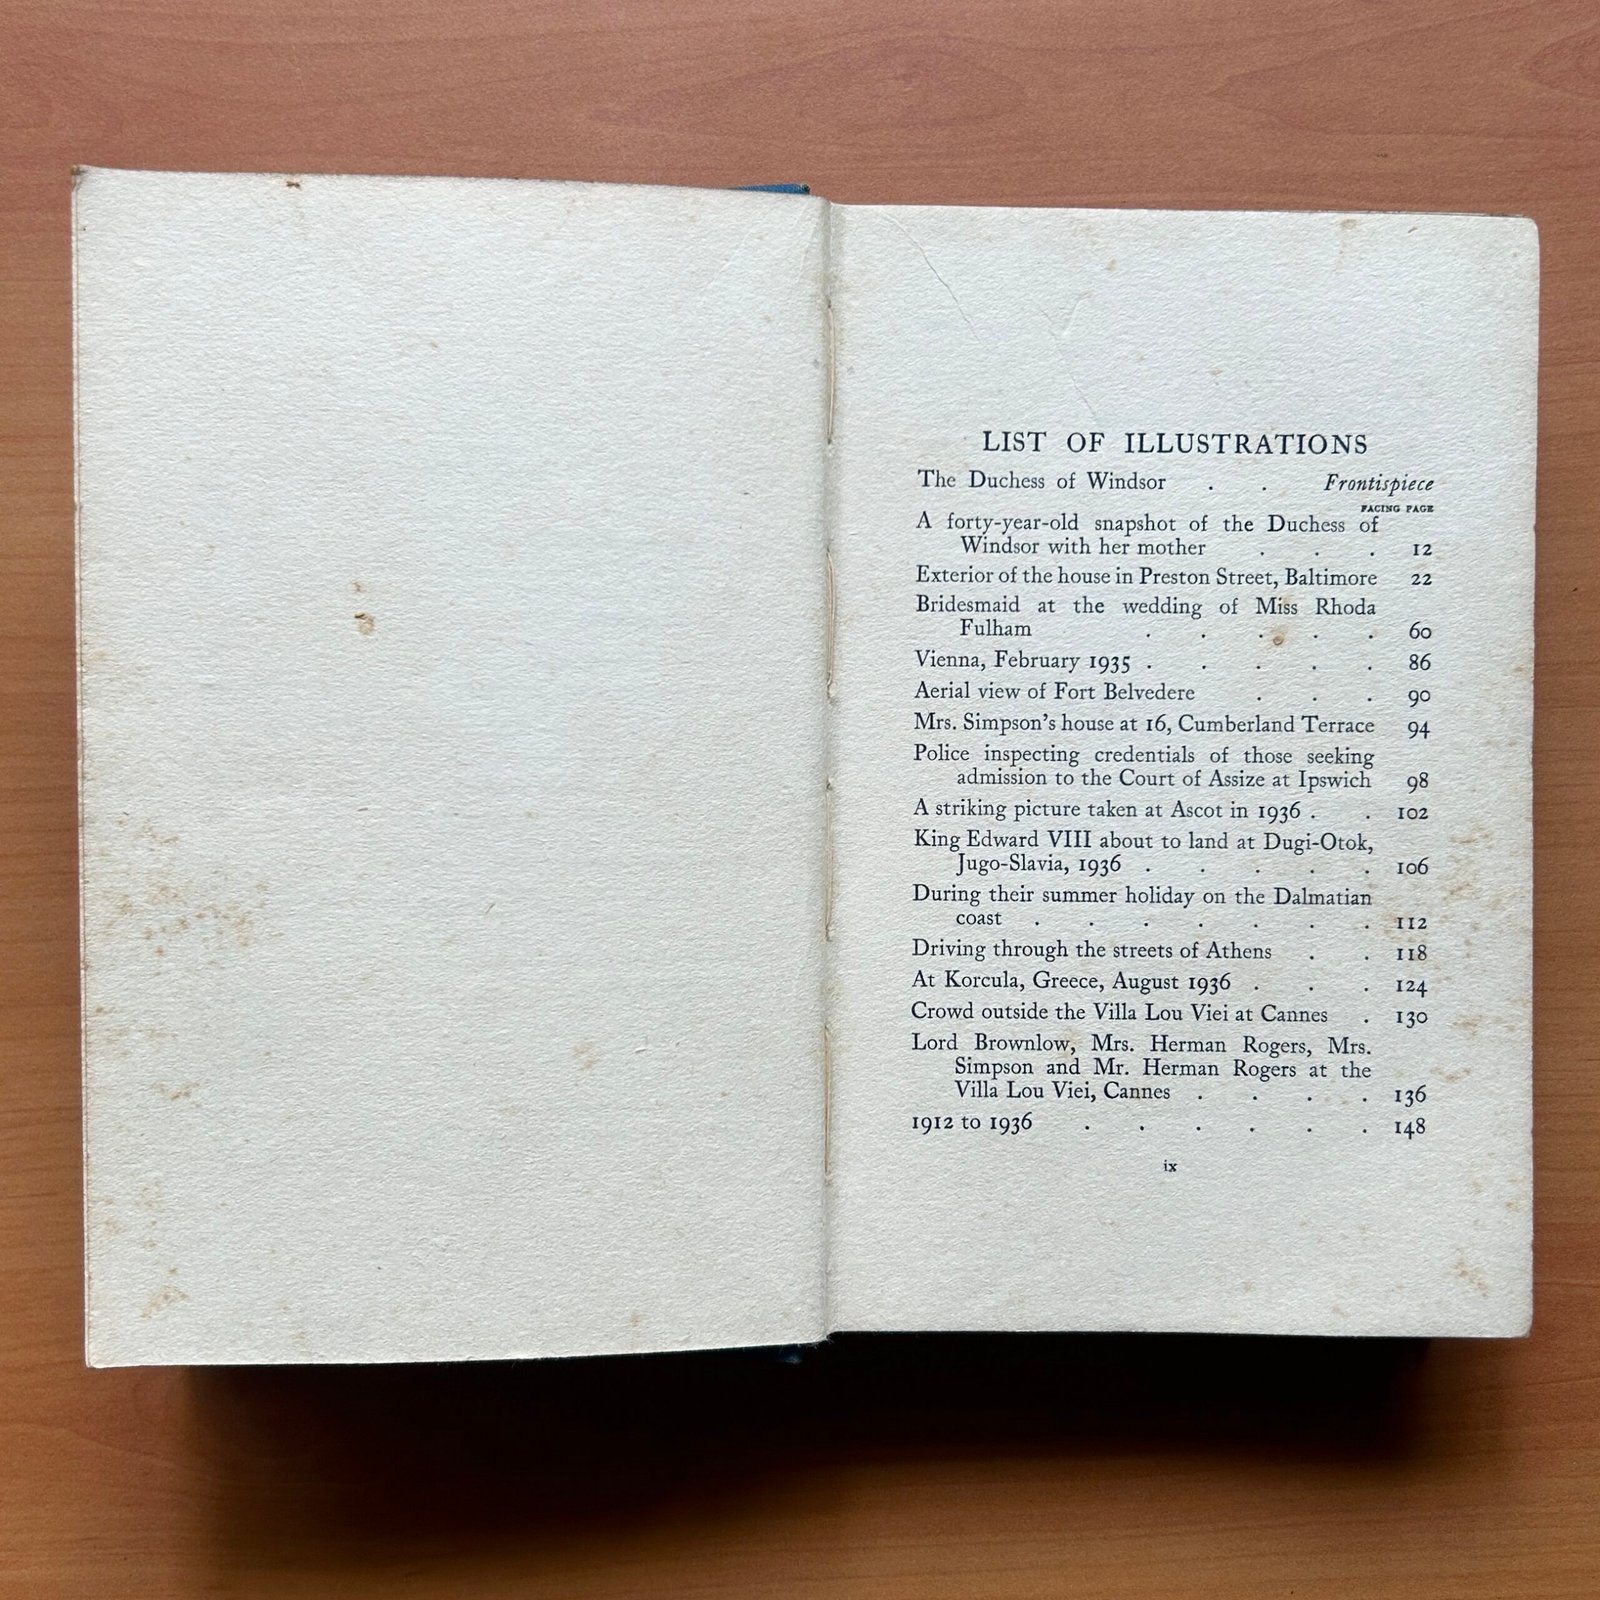 LIST OF ILLUSTRATIONS
The Duchess of Windsor . . Frontispiece
FACING PAGE
A forty-year-old snapshot of the Duchess of
Windsor with her mother . . . 12
Exterior of the house in Preston Street, Baltimore 22
Bridesmaid at the wedding of Miss Rhoda
Fulham . . . . . 60
Vienna, February 1935 . . . . . 86
Aerial view of Fort Belvedere . . . 90
Mrs. Simpson's house at 16, Cumberland Terrace 94
Police inspecting credentials of those seeking
admission to the Court of Assize at Ipswich 98
A striking picture taken at Ascot in 1936 . . 102
King Edward VIII about to land at Dugi-Otok,
Jugo-Slavia, 1936 . . . . . 106
During their summer holiday on the Dalmatian
coast . . . . . . . 112
Driving through the streets of Athens . . 118
At Korcula, Greece, August 1936 . . . 124
Crowd outside the Villa Lou Viei at Cannes . 130
Lord Brownlow, Mrs. Herman Rogers, Mrs.
Simpson and Mr. Herman Rogers at the
Villa Lou Viei, Cannes . . . . 136
1912 to 1936 . . . . . . 148
ix